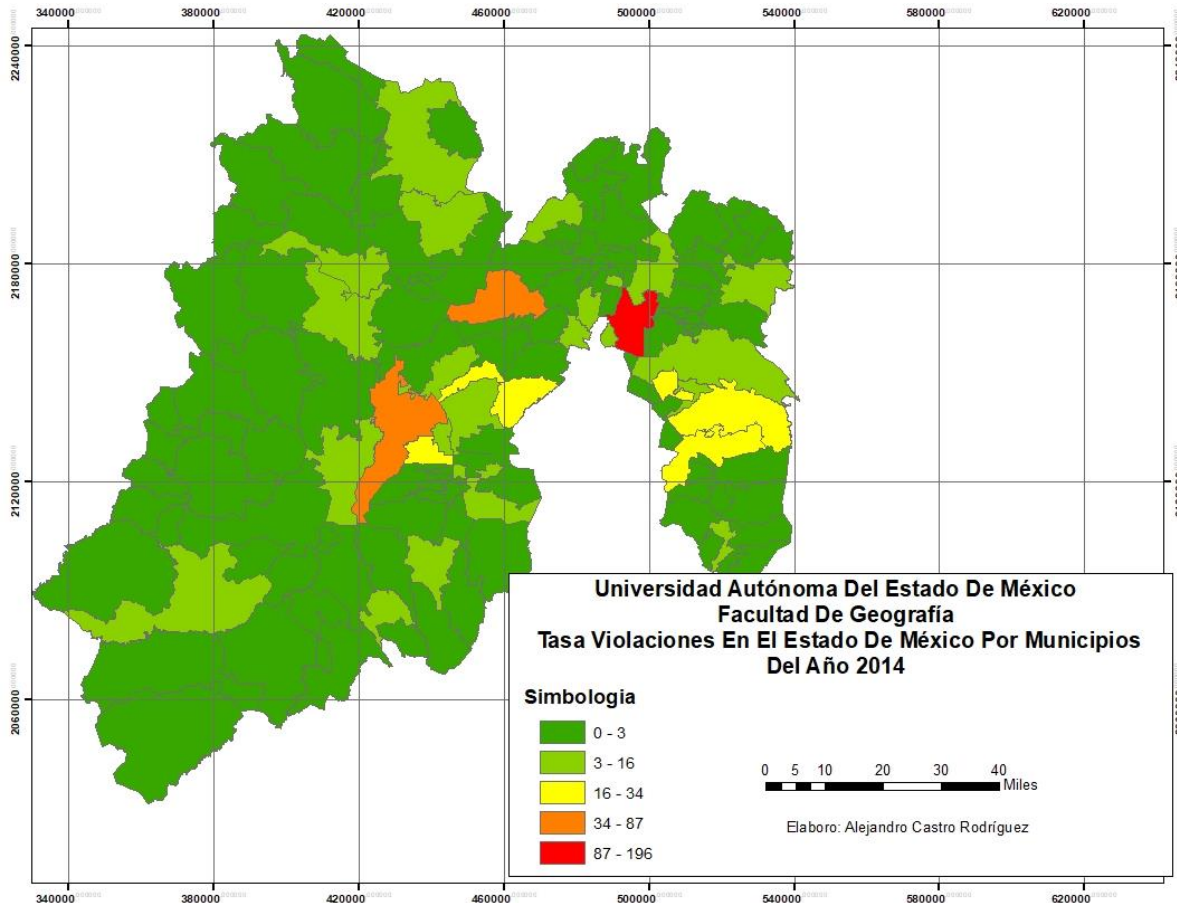 340000 380000 420000 460000 500000 540000 580000 620000
2240000
2180000
2120000
2060000
Universidad Autónoma Del Estado De México
Facultad De Geografía
Tasa Violaciones En El Estado De México Por Municipios
Del Año 2014
Simbologia
0 - 3
3 - 16
16 - 34
34 - 87
87 - 196
0 5 10 20 30 40
Miles
Elaboro: Alejandro Castro Rodríguez
340000 380000 420000 460000 500000 540000 580000 620000